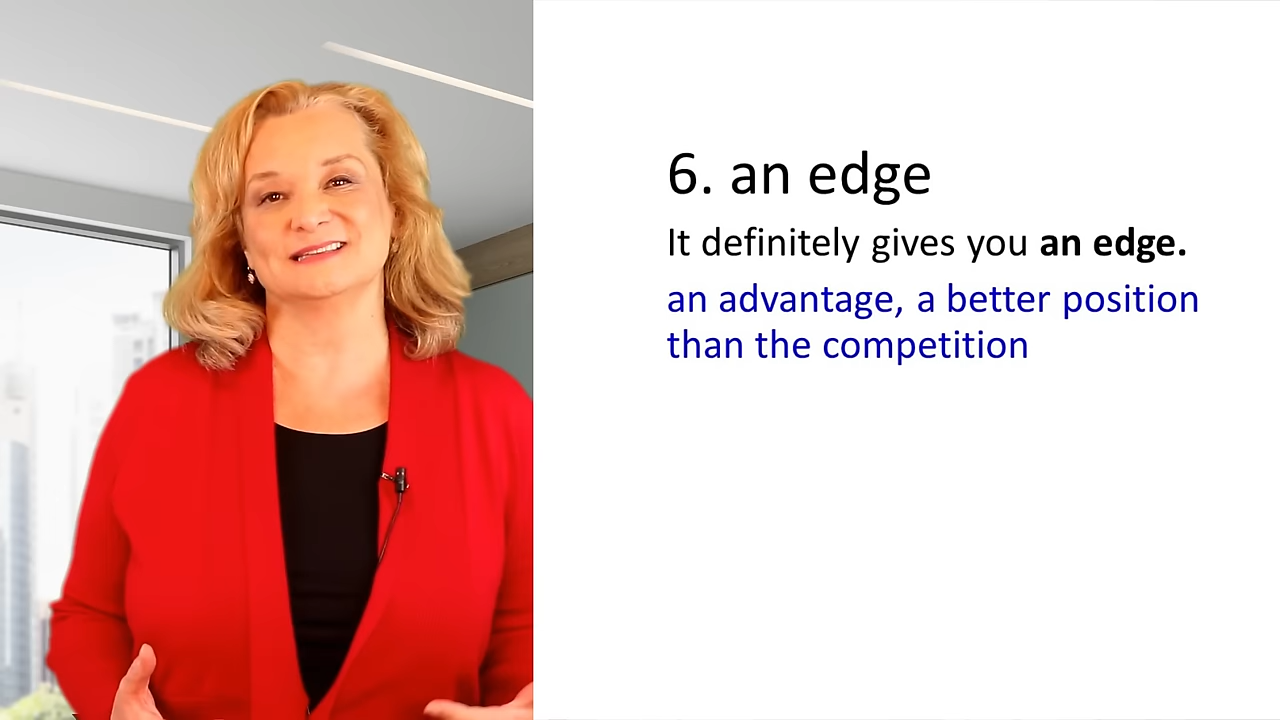 6. an edge
It definitely gives you an edge.
an advantage, a better position
than the competition